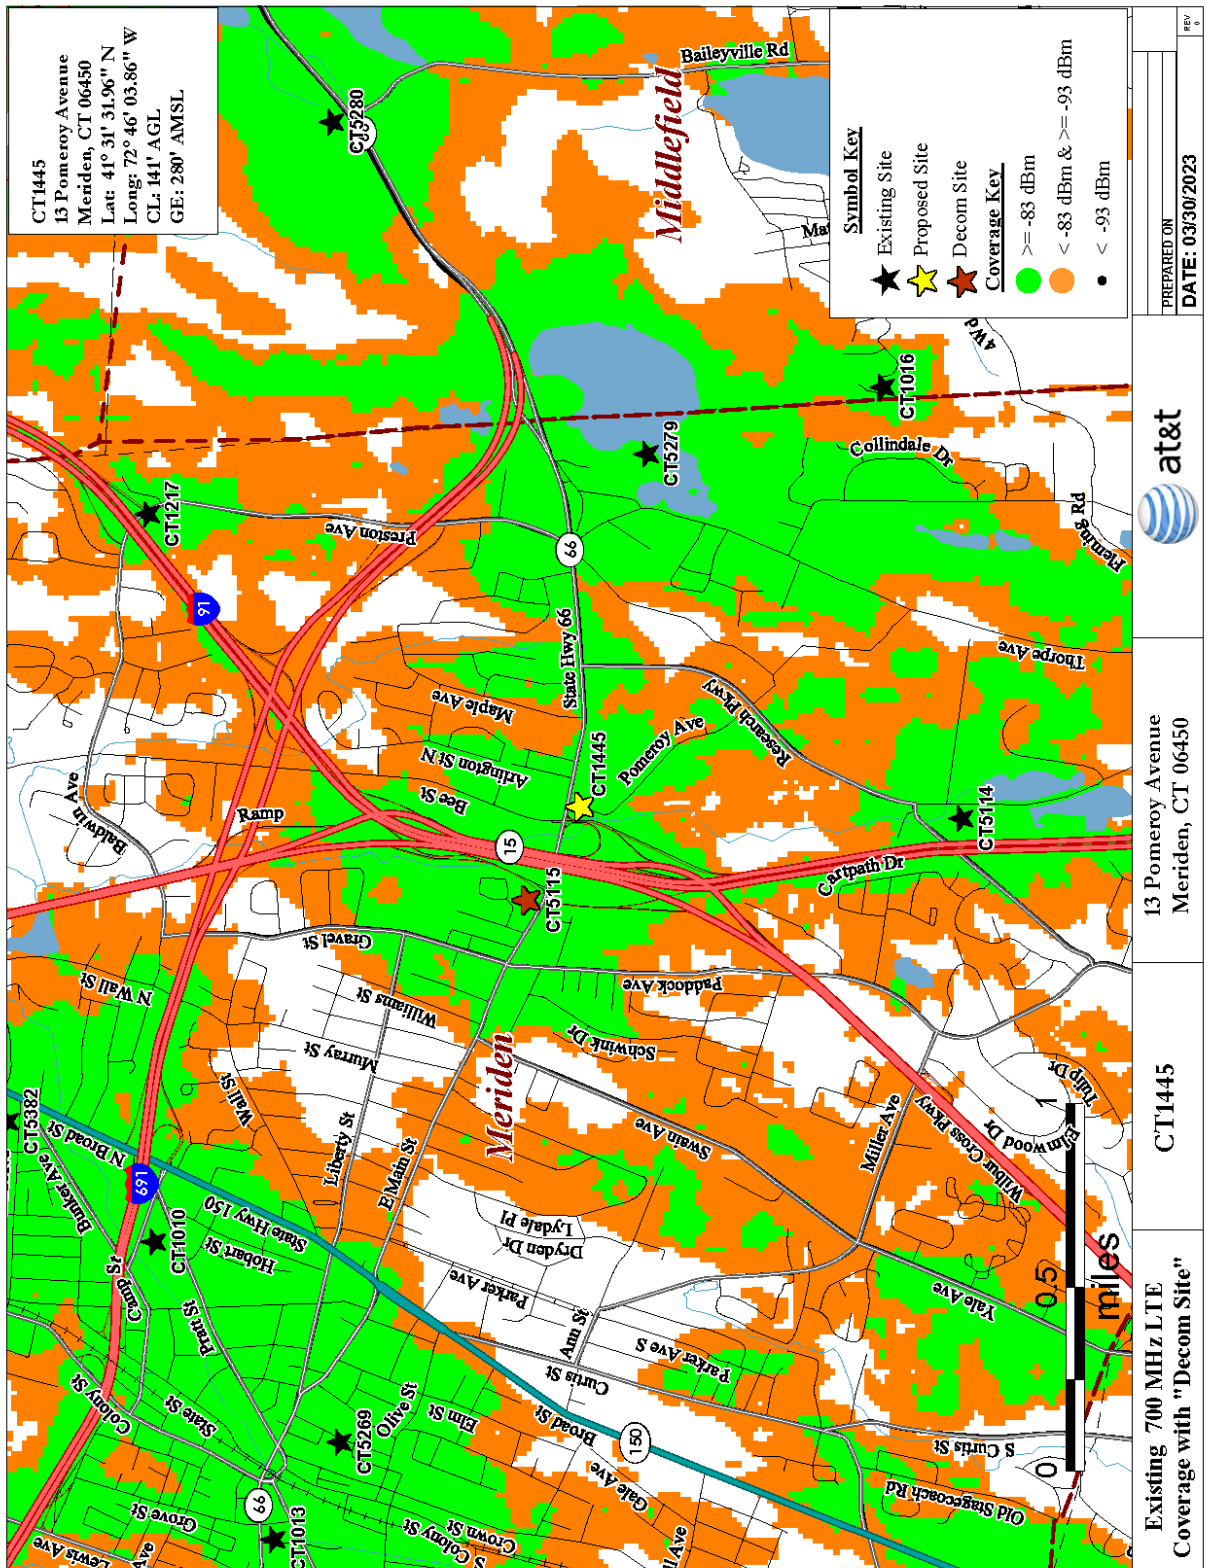 CT1445
13 Pomeroy Avenue
Meriden, CT 06450
Lat: 41° 31' 31.96" N
Long: 72° 46' 03.86" W
CL: 141' AGL
GE: 280' AMSL
Symbol Key
Existing Site
Proposed Site
Decom Site
Coverage Key
>= -83 dBm
< -83 dBm & >= -93 dBm
< -93 dBm
Baileyville Rd
CT5280
Middlefield
CT1016
CT5279
Collindale Dr
Fleming Rd
CT1217
Preston Ave
91
66
State Hwy 66
Thorpe Ave
Maple Ave
Research Pkwy
Pomeroy Ave
Arlington St N
Bee St
CT1445
Baldwin Ave
Ramp
15
CT5114
Cartpath Dr
CT5115
Gravel St
N Wall St
Williams St
Paddock Ave
Murray St
Schwink Dr
Meriden
Wall St
Tulip Dr
Elmwood Dr
CT5382
N Broad St
Bunker Ave
Liberty St
E Main St
Swain Ave
Miller Ave
Wilbur Cross Pkwy
691
State Hwy 150
CT1010
Hobart St
Lydale Pl
Dryden Dr
Parker Ave
Camp St
Pratt St
Yale Ave
Ann St
Parker Ave S
Curtis St
Colony St
State St
Olive St
Elm St
CT5269
Broad St
150
S Curtis St
Gale Ave
Old Stagecoach Rd
66
Grove St
CT1013
S Colony St
Crown St
Lewis Ave
0
0.5
1
miles
Existing 700 MHz LTE
Coverage with "Decom Site"
CT1445
13 Pomeroy Avenue
Meriden, CT 06450
at&t
PREPARED ON
DATE: 03/30/2023
REV
0